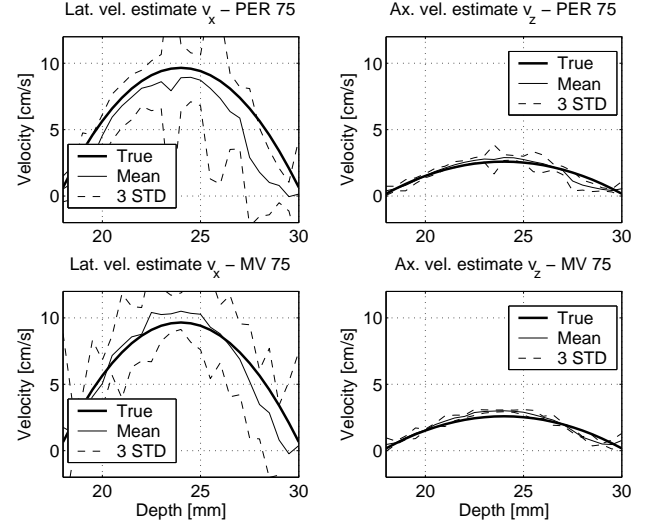 Lat. vel. estimate v_x – PER 75
Velocity [cm/s]
10
5
0
20
25
30
True
Mean
3 STD
Ax. vel. estimate v_z – PER 75
Velocity [cm/s]
10
5
0
20
25
30
True
Mean
3 STD
Lat. vel. estimate v_x – MV 75
Velocity [cm/s]
10
5
0
20
25
30
Depth [mm]
True
Mean
3 STD
Ax. vel. estimate v_z – MV 75
Velocity [cm/s]
10
5
0
20
25
30
Depth [mm]
True
Mean
3 STD